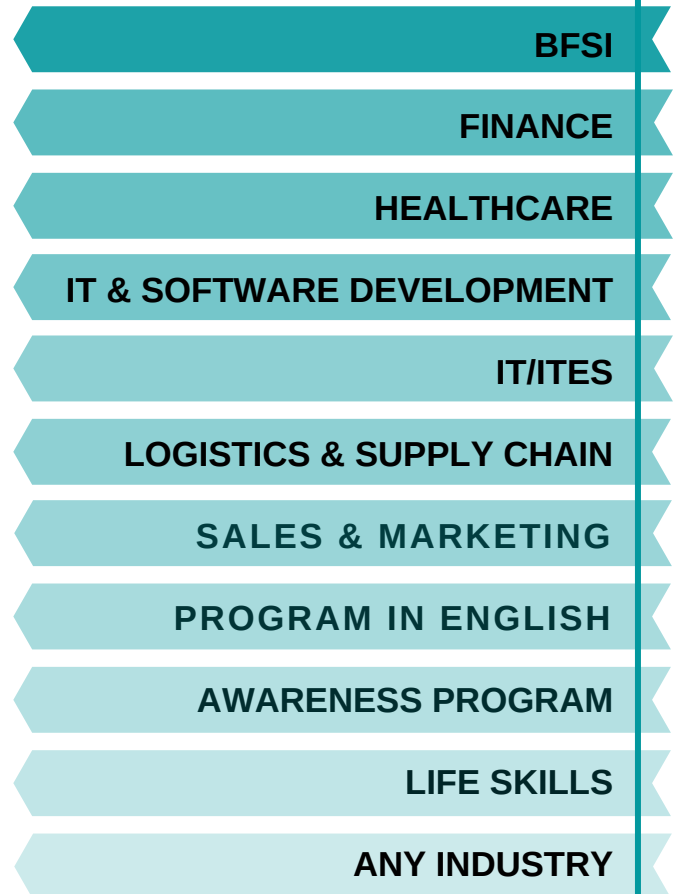 BFSI
FINANCE
HEALTHCARE
IT & SOFTWARE DEVELOPMENT
IT/ITES
LOGISTICS & SUPPLY CHAIN
SALES & MARKETING
PROGRAM IN ENGLISH
AWARENESS PROGRAM
LIFE SKILLS
ANY INDUSTRY